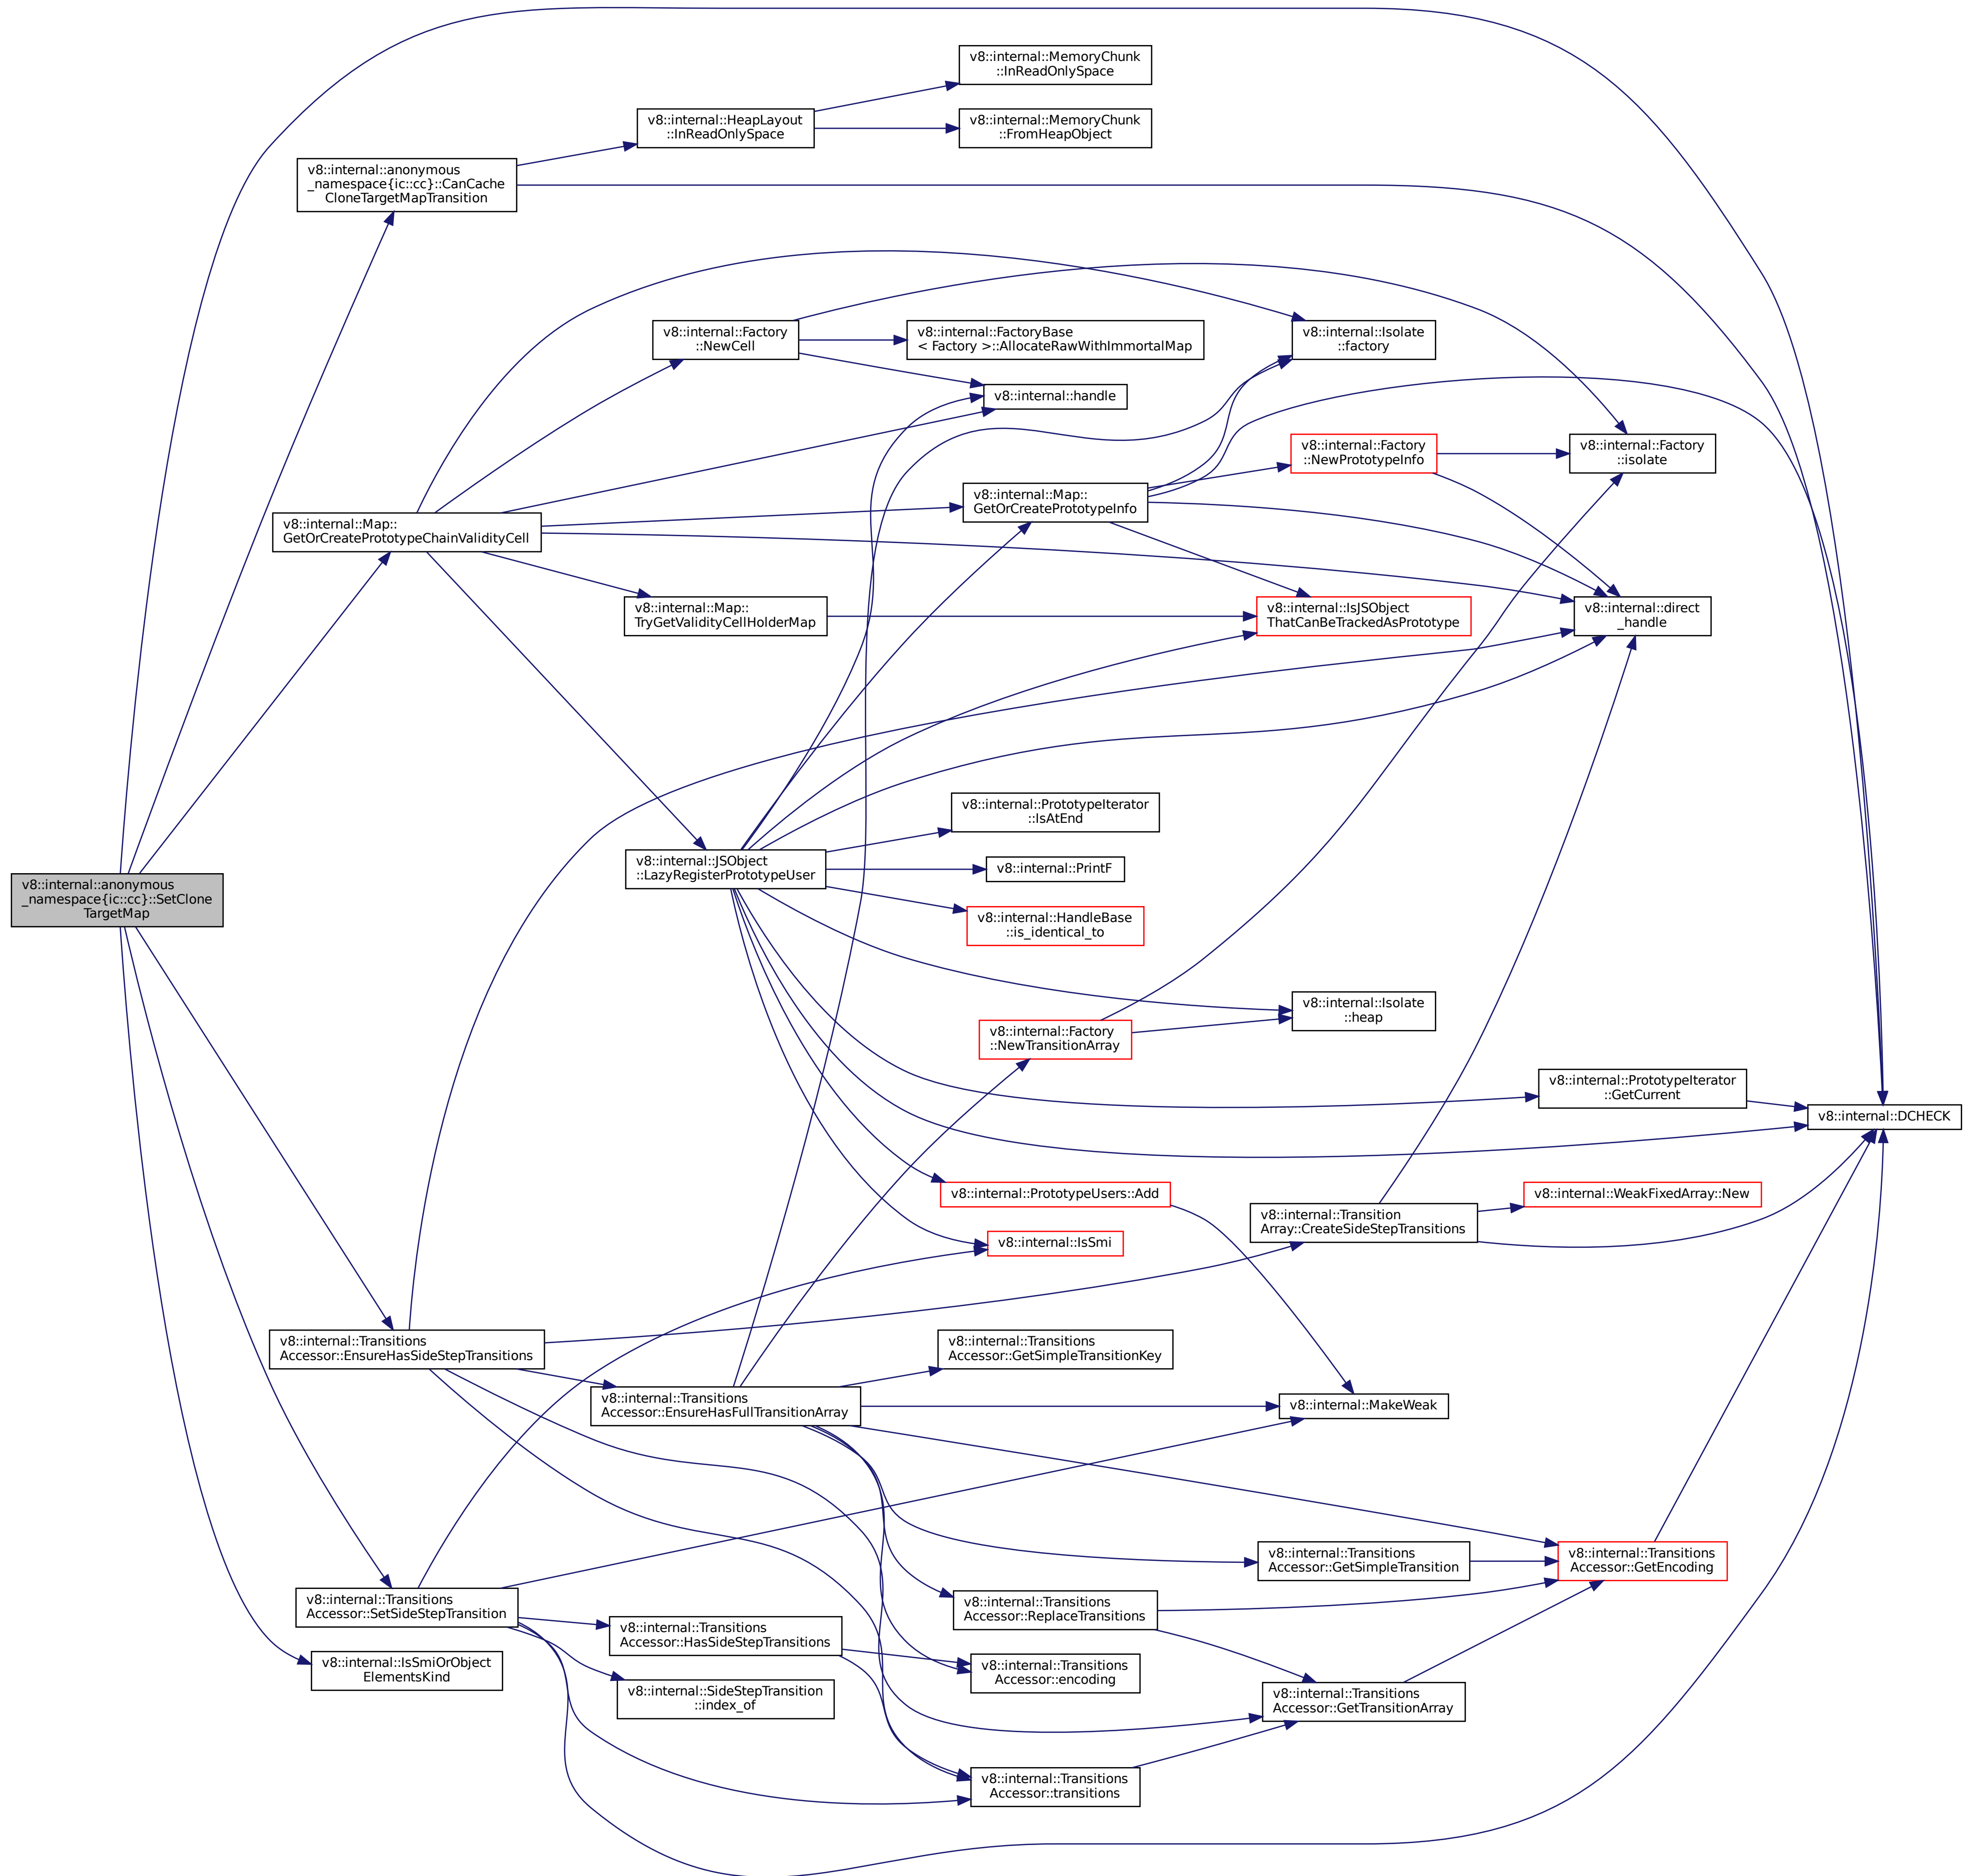 v8::internal::MemoryChunk
::InReadOnlySpace
v8::internal::HeapLayout
::InReadOnlySpace
v8::internal::MemoryChunk
::FromHeapObject
v8::internal::anonymous
_namespace{ic::cc}::CanCache
CloneTargetMapTransition
v8::internal::Factory
::NewCell
v8::internal::FactoryBase
< Factory >::AllocateRawWithImmortalMap
v8::internal::Isolate
::factory
v8::internal::handle
v8::internal::Factory
::NewPrototypeInfo
v8::internal::Factory
::isolate
v8::internal::Map::
GetOrCreatePrototypeInfo
v8::internal::Map::
GetOrCreatePrototypeChainValidityCell
v8::internal::Map::
TryGetValidityCellHolderMap
v8::internal::IsJSObject
ThatCanBeTrackedAsPrototype
v8::internal::direct
_handle
v8::internal::PrototypeIterator
::IsAtEnd
v8::internal::JSObject
::LazyRegisterPrototypeUser
v8::internal::PrintF
v8::internal::anonymous
_namespace{ic::cc}::SetClone
TargetMap
v8::internal::HandleBase
::is_identical_to
v8::internal::Isolate
::heap
v8::internal::Factory
::NewTransitionArray
v8::internal::PrototypeIterator
::GetCurrent
v8::internal::DCHECK
v8::internal::PrototypeUsers::Add
v8::internal::WeakFixedArray::New
v8::internal::Transition
Array::CreateSideStepTransitions
v8::internal::IsSmi
v8::internal::Transitions
Accessor::EnsureHasSideStepTransitions
v8::internal::Transitions
Accessor::GetSimpleTransitionKey
v8::internal::Transitions
Accessor::EnsureHasFullTransitionArray
v8::internal::MakeWeak
v8::internal::Transitions
Accessor::GetSimpleTransition
v8::internal::Transitions
Accessor::GetEncoding
v8::internal::Transitions
Accessor::SetSideStepTransition
v8::internal::Transitions
Accessor::ReplaceTransitions
v8::internal::Transitions
Accessor::HasSideStepTransitions
v8::internal::IsSmiOrObject
ElementsKind
v8::internal::Transitions
Accessor::encoding
v8::internal::SideStepTransition
::index_of
v8::internal::Transitions
Accessor::GetTransitionArray
v8::internal::Transitions
Accessor::transitions